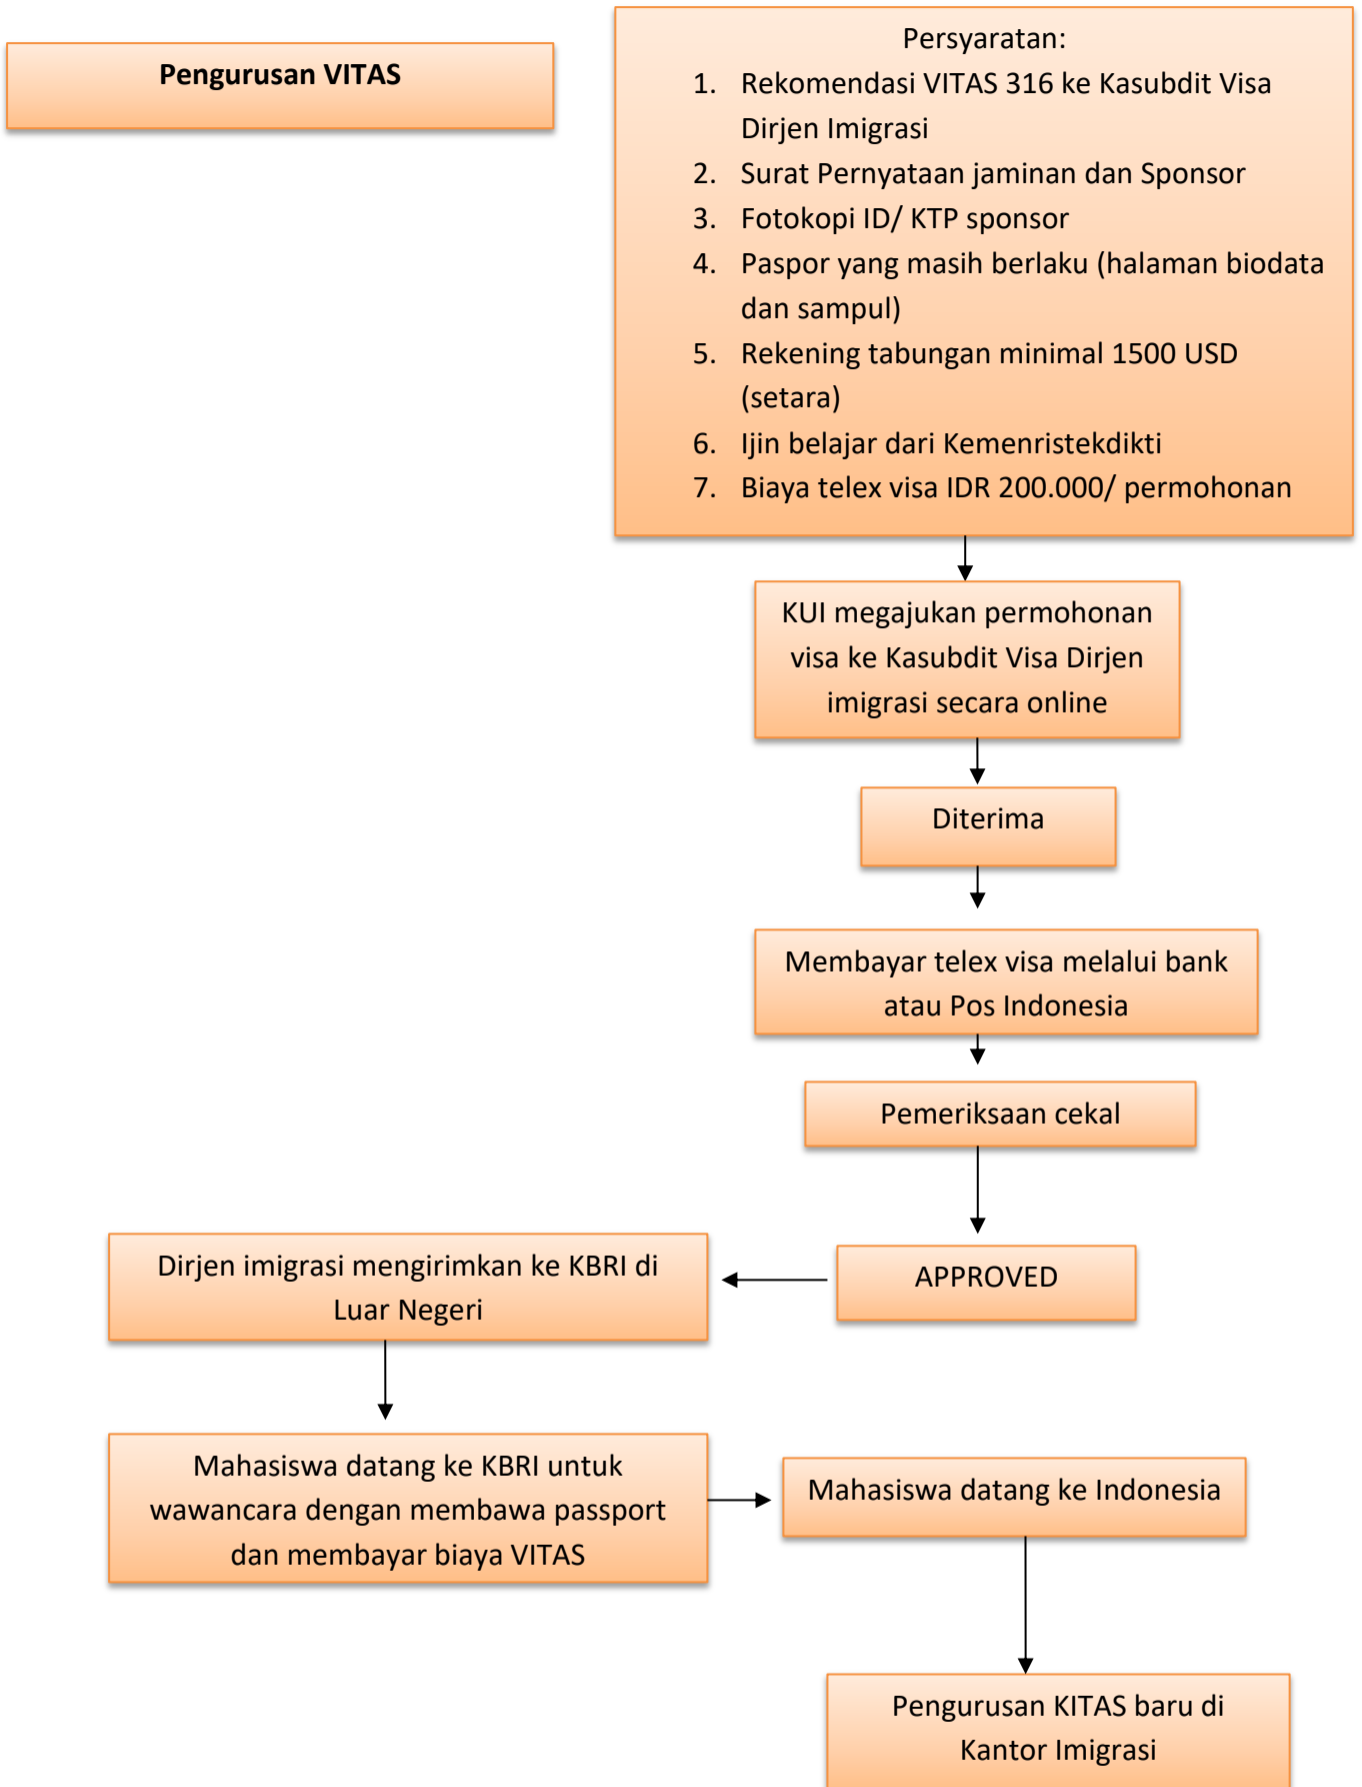 Pengurusan VITAS
Persyaratan:
1. Rekomendasi VITAS 316 ke Kasubdit Visa
Dirjen Imigrasi
2. Surat Pernyataan jaminan dan Sponsor
3. Fotokopi ID/ KTP sponsor
4. Paspor yang masih berlaku (halaman biodata
dan sampul)
5. Rekening tabungan minimal 1500 USD
(setara)
6. Ijin belajar dari Kemenristekdikti
7. Biaya telex visa IDR 200.000/ permohonan
KUI megajukan permohonan
visa ke Kasubdit Visa Dirjen
imigrasi secara online
Diterima
Membayar telex visa melalui bank
atau Pos Indonesia
Pemeriksaan cekal
APPROVED
Dirjen imigrasi mengirimkan ke KBRI di
Luar Negeri
Mahasiswa datang ke KBRI untuk
wawancara dengan membawa passport
dan membayar biaya VITAS
Mahasiswa datang ke Indonesia
Pengurusan KITAS baru di
Kantor Imigrasi